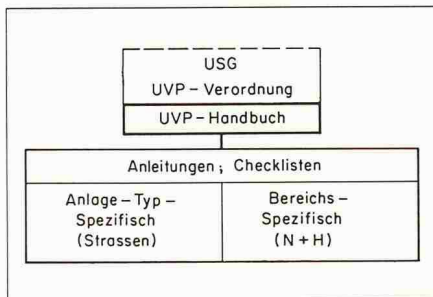 USG
UVP - Verordnung
UVP - Handbuch
Anleitungen; Checklisten
Anlage - Typ -
Spezifisch
(Strassen)
Bereichs -
Spezifisch
(N + H)